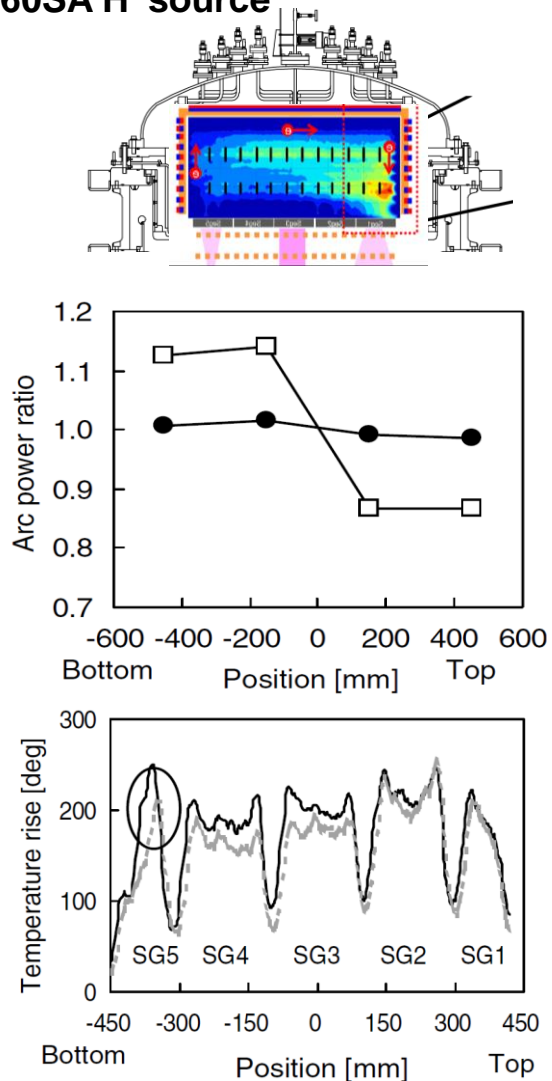 60SA H⁻ source
1.2
1.1
1.0
0.9
0.8
0.7
Arc power ratio
-600 -400 -200 0 200 400 600
Bottom Position [mm] Top
300
200
100
0
Temperature rise [deg]
SG5 SG4 SG3 SG2 SG1
-450 -300 -150 0 150 300 450
Bottom Position [mm] Top